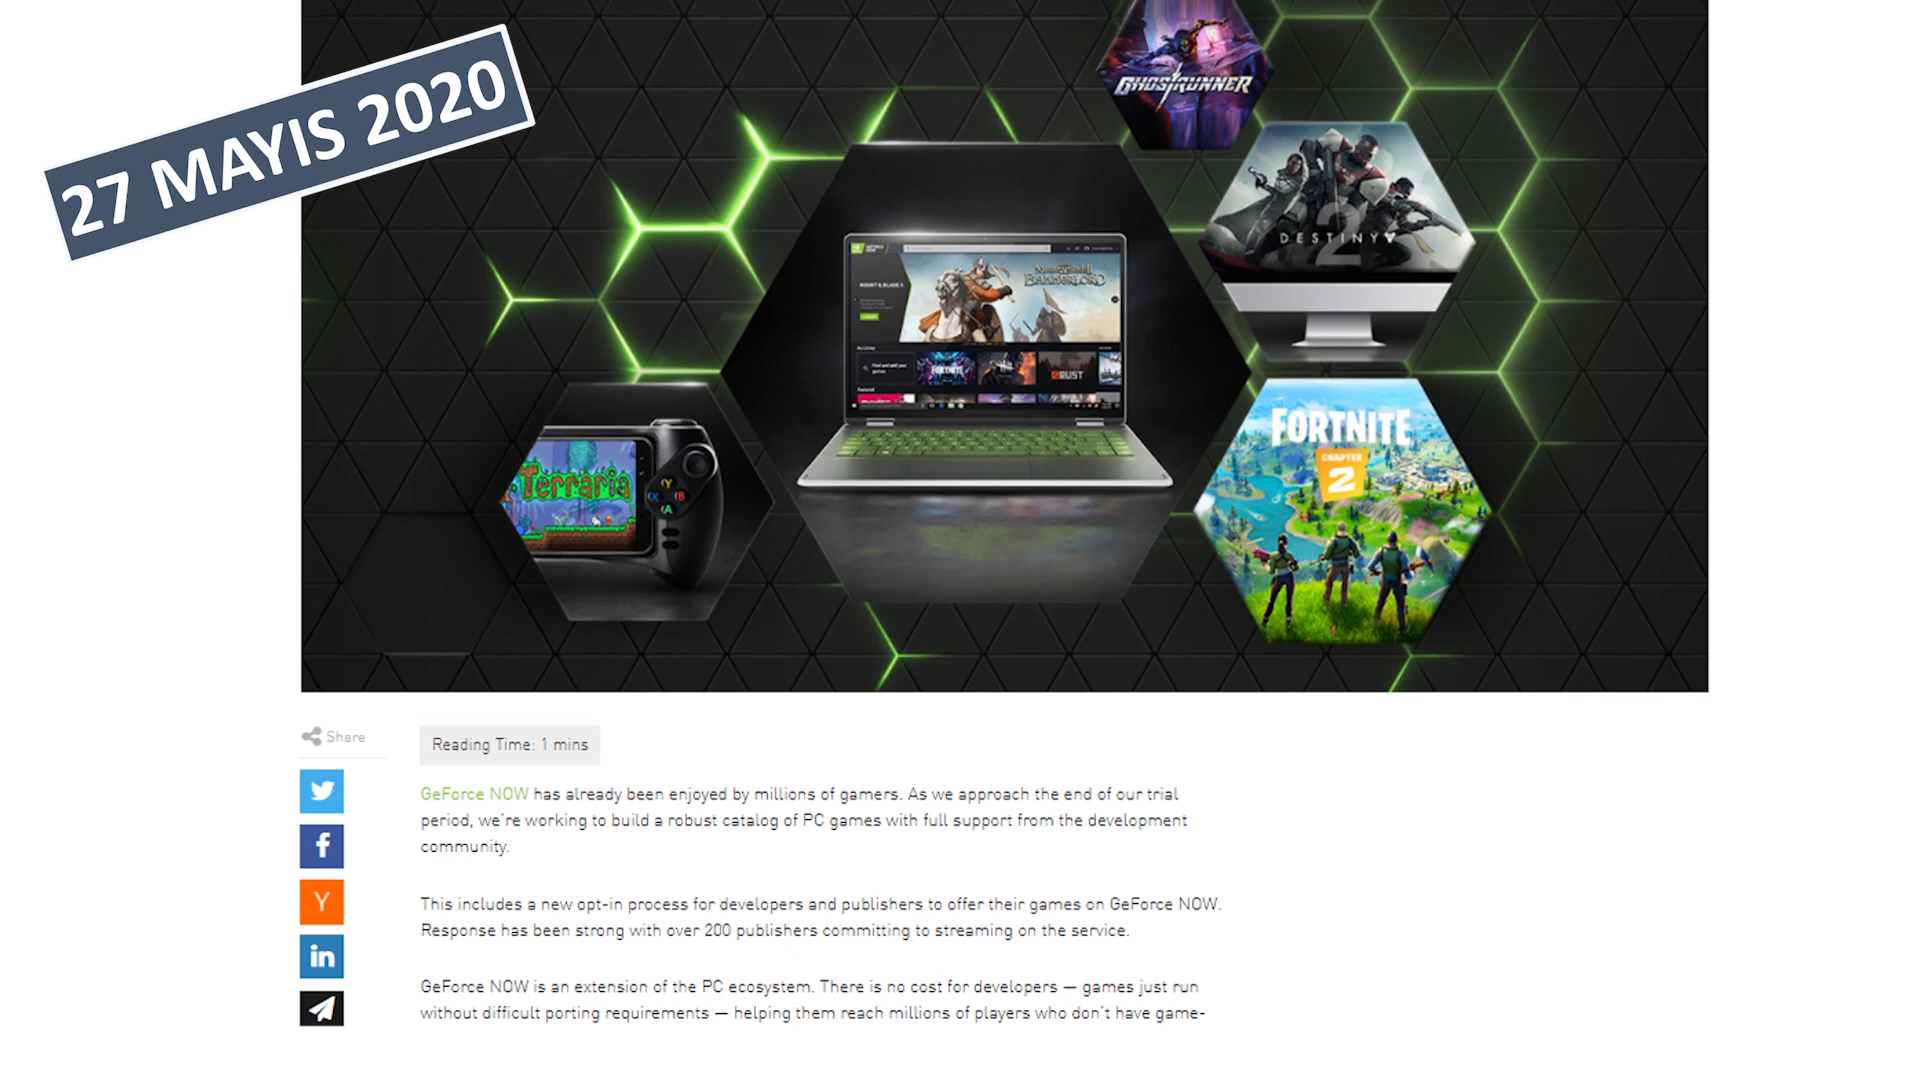 27 MAYIS 2020
GHOSTRUNNER
DESTINY 2
MOUNT & BLADE II
BANNERLORD
FORTNITE
RUST
Terraria
Y
X B
A
FORTNITE
CHAPTER
2
Share
Reading Time: 1 mins
GeForce NOW has already been enjoyed by millions of gamers. As we approach the end of our trial
period, we're working to build a robust catalog of PC games with full support from the development
community.
This includes a new opt-in process for developers and publishers to offer their games on GeForce NOW.
Response has been strong with over 200 publishers committing to streaming on the service.
GeForce NOW is an extension of the PC ecosystem. There is no cost for developers — games just run
without difficult porting requirements — helping them reach millions of players who don't have game-